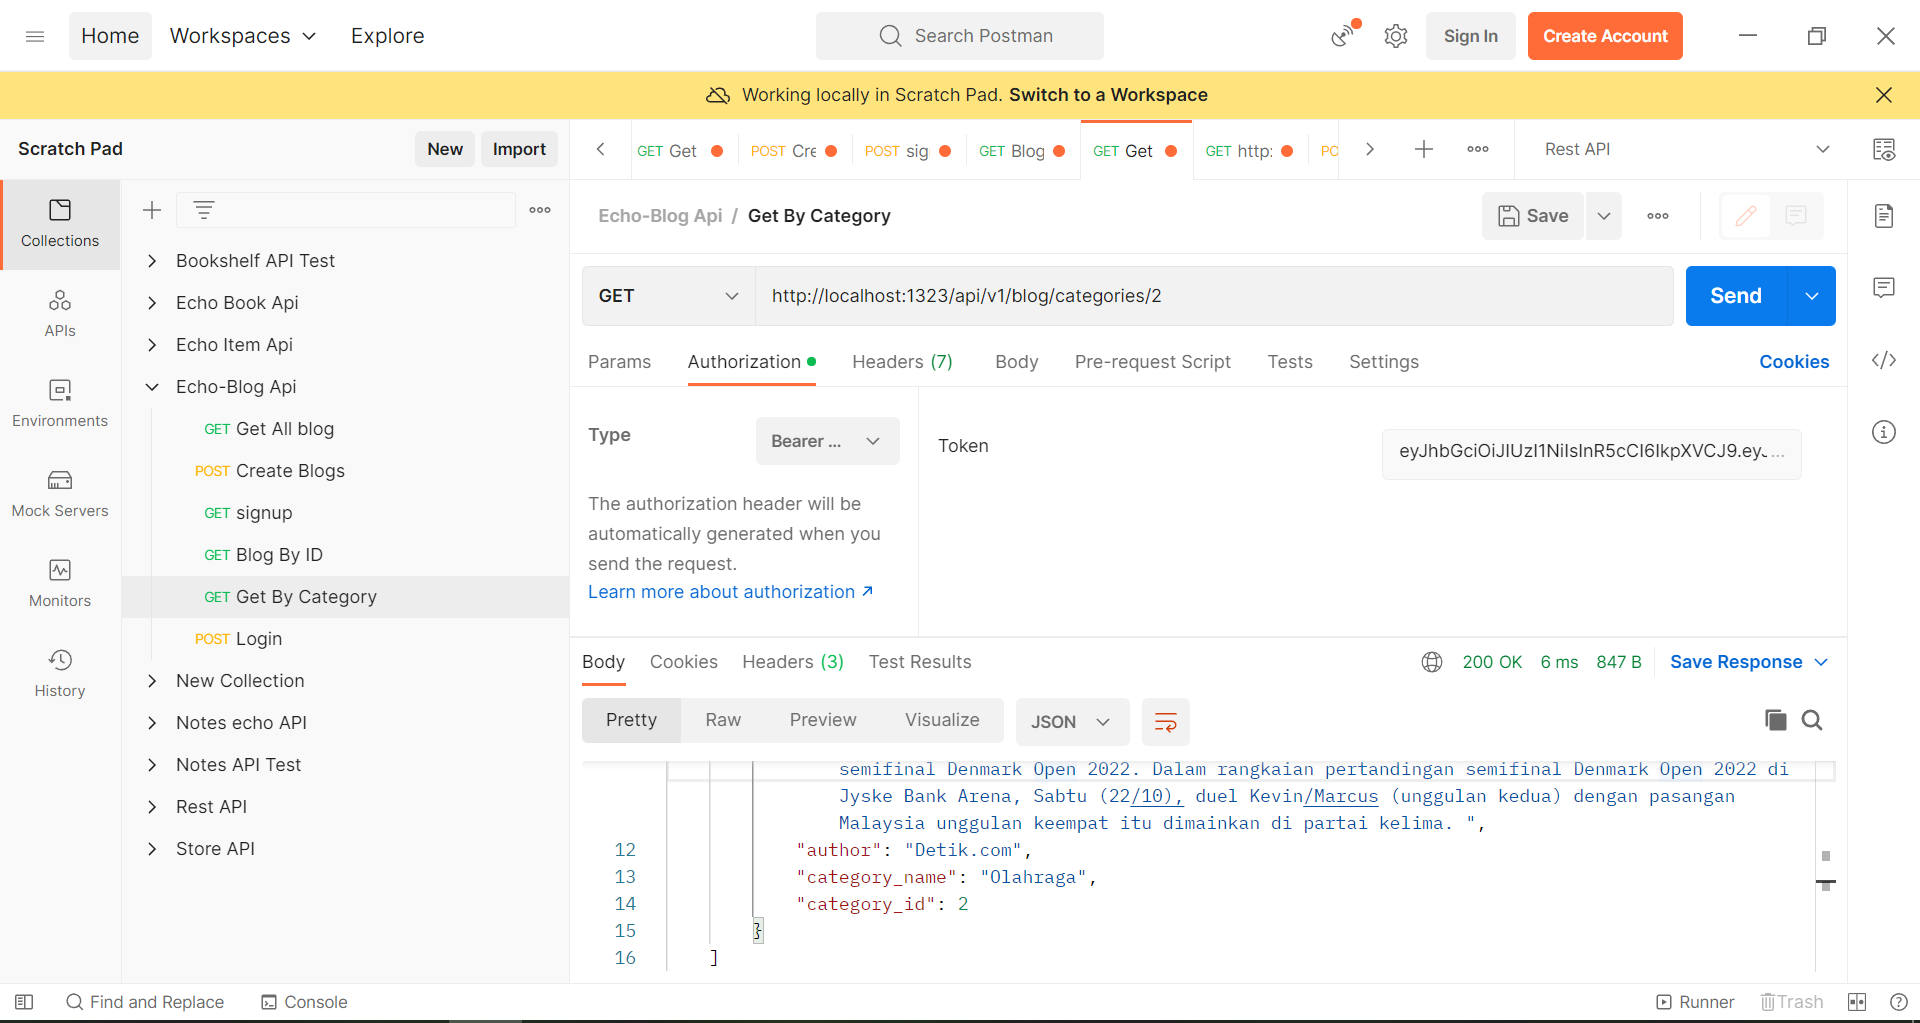 Home
Workspaces
Explore
Search Postman
Sign In
Create Account
Working locally in Scratch Pad. Switch to a Workspace
Scratch Pad
New
Import
GET Get
POST Cre
POST sig
GET Blog
GET Get
GET http:
PO
Rest API
Collections
APIs
Environments
Mock Servers
Monitors
History
Bookshelf API Test
Echo Book Api
Echo Item Api
Echo-Blog Api
GET Get All blog
POST Create Blogs
GET signup
GET Blog By ID
GET Get By Category
POST Login
New Collection
Notes echo API
Notes API Test
Rest API
Store API
Echo-Blog Api / Get By Category
Save
GET
http://localhost:1323/api/v1/blog/categories/2
Send
Params
Authorization
Headers (7)
Body
Pre-request Script
Tests
Settings
Cookies
Type
Bearer ...
The authorization header will be
automatically generated when you
send the request.
Learn more about authorization
Token
eyJhbGciOiJIUzI1NiIsInR5cCI6IkpXVCJ9.eyJ...
Body
Cookies
Headers (3)
Test Results
200 OK
6 ms
847 B
Save Response
Pretty
Raw
Preview
Visualize
JSON
semifinal Denmark Open 2022. Dalam rangkaian pertandingan semifinal Denmark Open 2022 di
Jyske Bank Arena, Sabtu (22/10), duel Kevin/Marcus (unggulan kedua) dengan pasangan
Malaysia unggulan keempat itu dimainkan di partai kelima. ",
12 "author": "Detik.com",
13 "category_name": "Olahraga",
14 "category_id": 2
15 }
16 ]
Find and Replace
Console
Runner
Trash